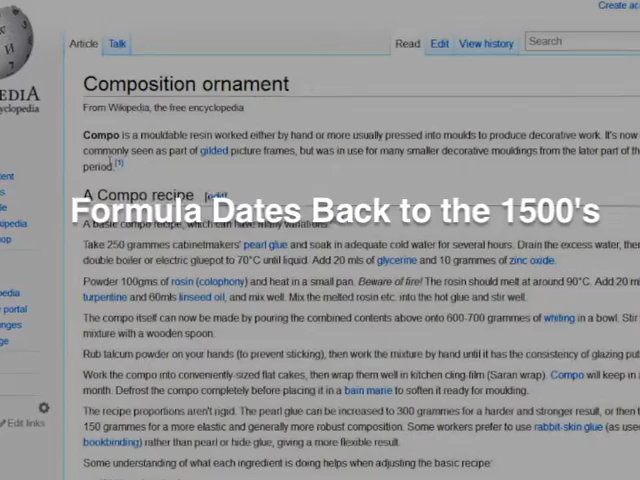 Create
EDIA
Article Talk Read Edit View history Search
Composition ornament
From Wikipedia, the free encyclopedia
Compo is a mouldable resin worked either by hand or more usually pressed into moulds to produce decorative work. It's now
commonly seen as part of gilded picture frames, but was in use for many smaller decorative mouldings from the later part of the
period.[1]
A Compo recipe [edit]
Formula Dates Back to the 1500's
A basic compo recipe, which can have many variations:
Take 250 grammes cabinetmakers' pearl glue and soak in adequate cold water for several hours. Drain the excess water,
double boiler or electric gluepot to 70°C until liquid. Add 20 mls of glycerine and 10 grammes of zinc oxide.
Powder 100gms of rosin (colophony) and heat in a small pan. Beware of fire! The rosin should melt at around 90°C. Add 20
turpentine and 60mls linseed oil, and mix well. Mix the melted rosin etc. into the hot glue and stir well.
The compo itself can now be made by pouring the combined contents above onto 600-700 grammes of whiting in a bowl. Stir
mixture with a wooden spoon.
Rub talcum powder on your hands (to prevent sticking), then work the mixture by hand until it has the consistency of glazing
Work the compo into conveniently-sized flat cakes, then wrap them well in kitchen cling-film (Saran wrap). Compo will keep in
month. Defrost the compo completely before placing it in a bain marie to soften it ready for moulding.
The recipe proportions aren't rigid. The pearl glue can be increased to 300 grammes for a harder and stronger result, or then
150 grammes for a more elastic and generally more robust composition. Some workers prefer to use rabbit-skin glue (as
bookbinding) rather than pearl or hide glue, giving a more flexible result.
Edit links
Some understanding of what each ingredient is doing helps when adjusting the basic recipe: